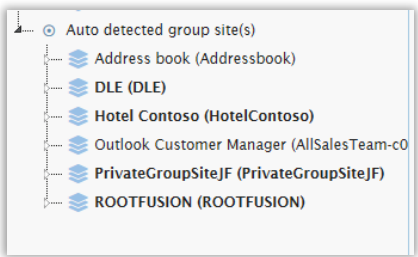 Auto detected group site(s)
Address book (Addressbook)
DLE (DLE)
Hotel Contoso (HotelContoso)
Outlook Customer Manager (AllSalesTeam-c0
PrivateGroupSiteJF (PrivateGroupSiteJF)
ROOTFUSION (ROOTFUSION)